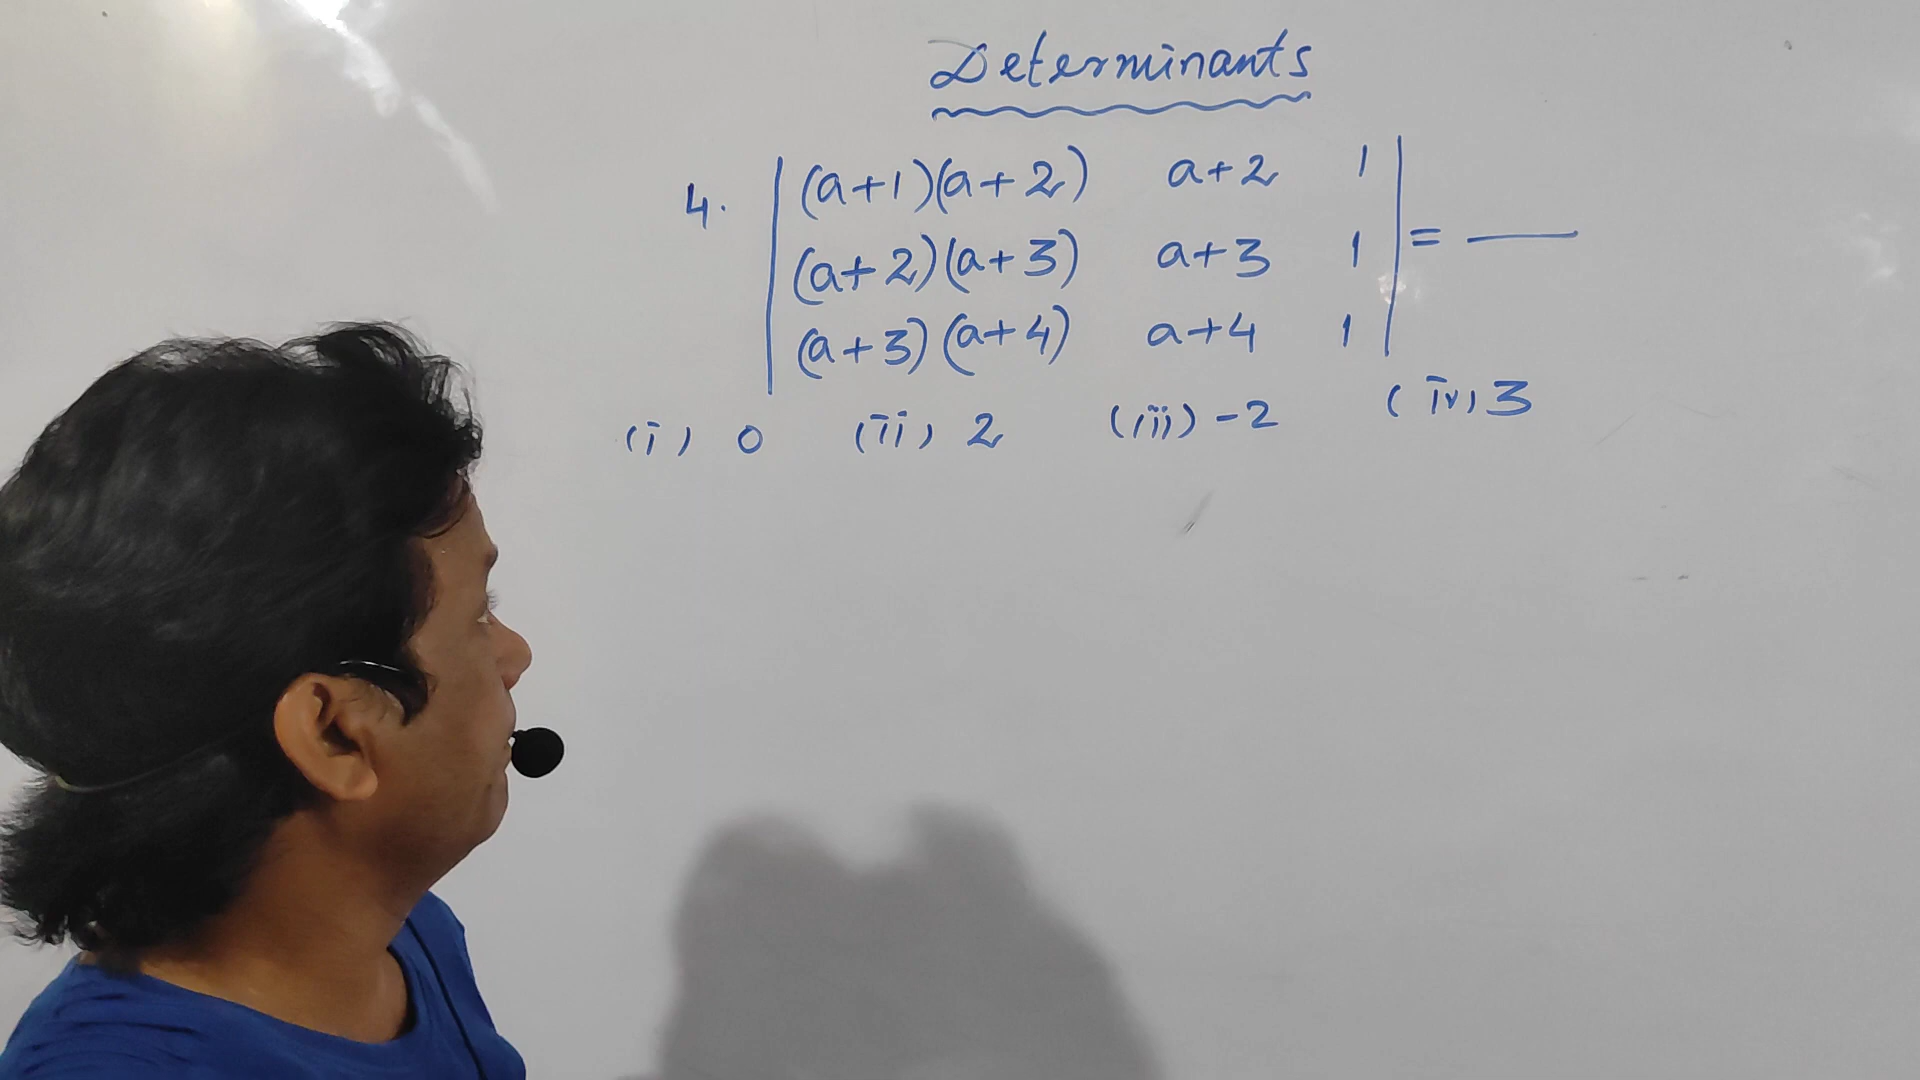 Determinants
4. | (a+1)(a+2) a+2 1 |
| (a+2)(a+3) a+3 1 | = ___
| (a+3)(a+4) a+4 1 |
(i) 0 (ii) 2 (iii) -2 (iv) 3